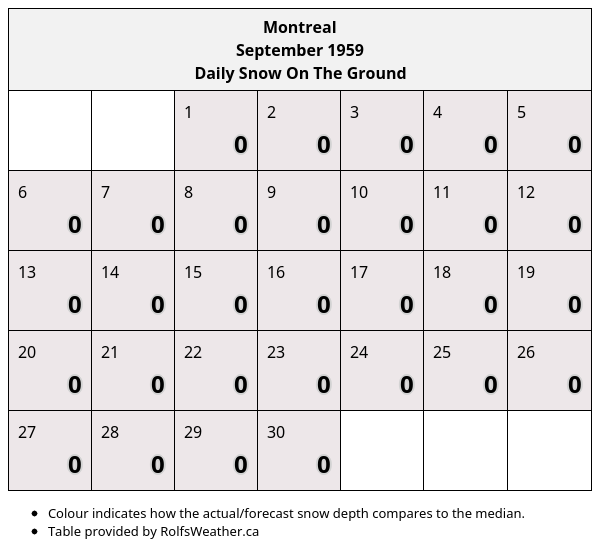 Montreal
September 1959
Daily Snow On The Ground
1 2 3 4 5
0 0 0 0 0
6 7 8 9 10 11 12
0 0 0 0 0 0 0
13 14 15 16 17 18 19
0 0 0 0 0 0 0
20 21 22 23 24 25 26
0 0 0 0 0 0 0
27 28 29 30
0 0 0 0
• Colour indicates how the actual/forecast snow depth compares to the median.
• Table provided by RolfsWeather.ca